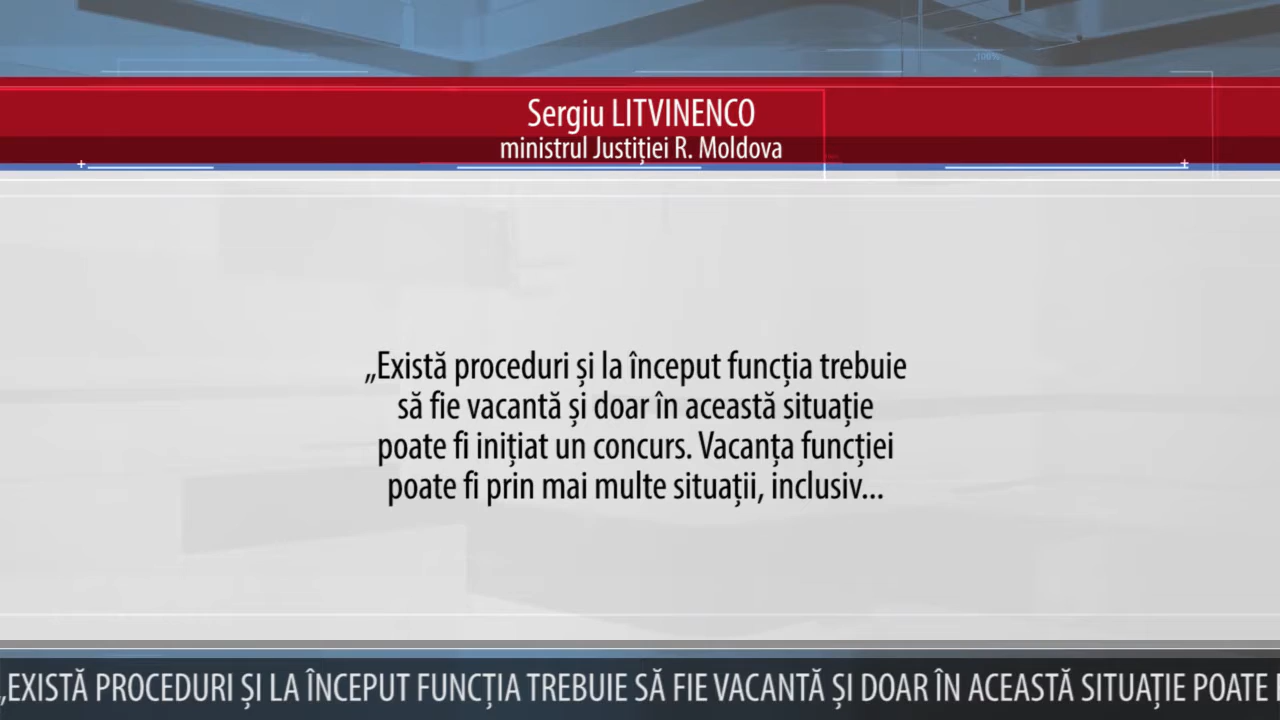 Sergiu LITVINENCO
ministrul Justiției R. Moldova
„Există proceduri și la început funcția trebuie
să fie vacantă și doar în această situație
poate fi inițiat un concurs. Vacanța funcției
poate fi prin mai multe situații, inclusiv...
„EXISTĂ PROCEDURI ȘI LA ÎNCEPUT FUNCȚIA TREBUIE SĂ FIE VACANTĂ ȘI DOAR ÎN ACEASTĂ SITUAȚIE POATE